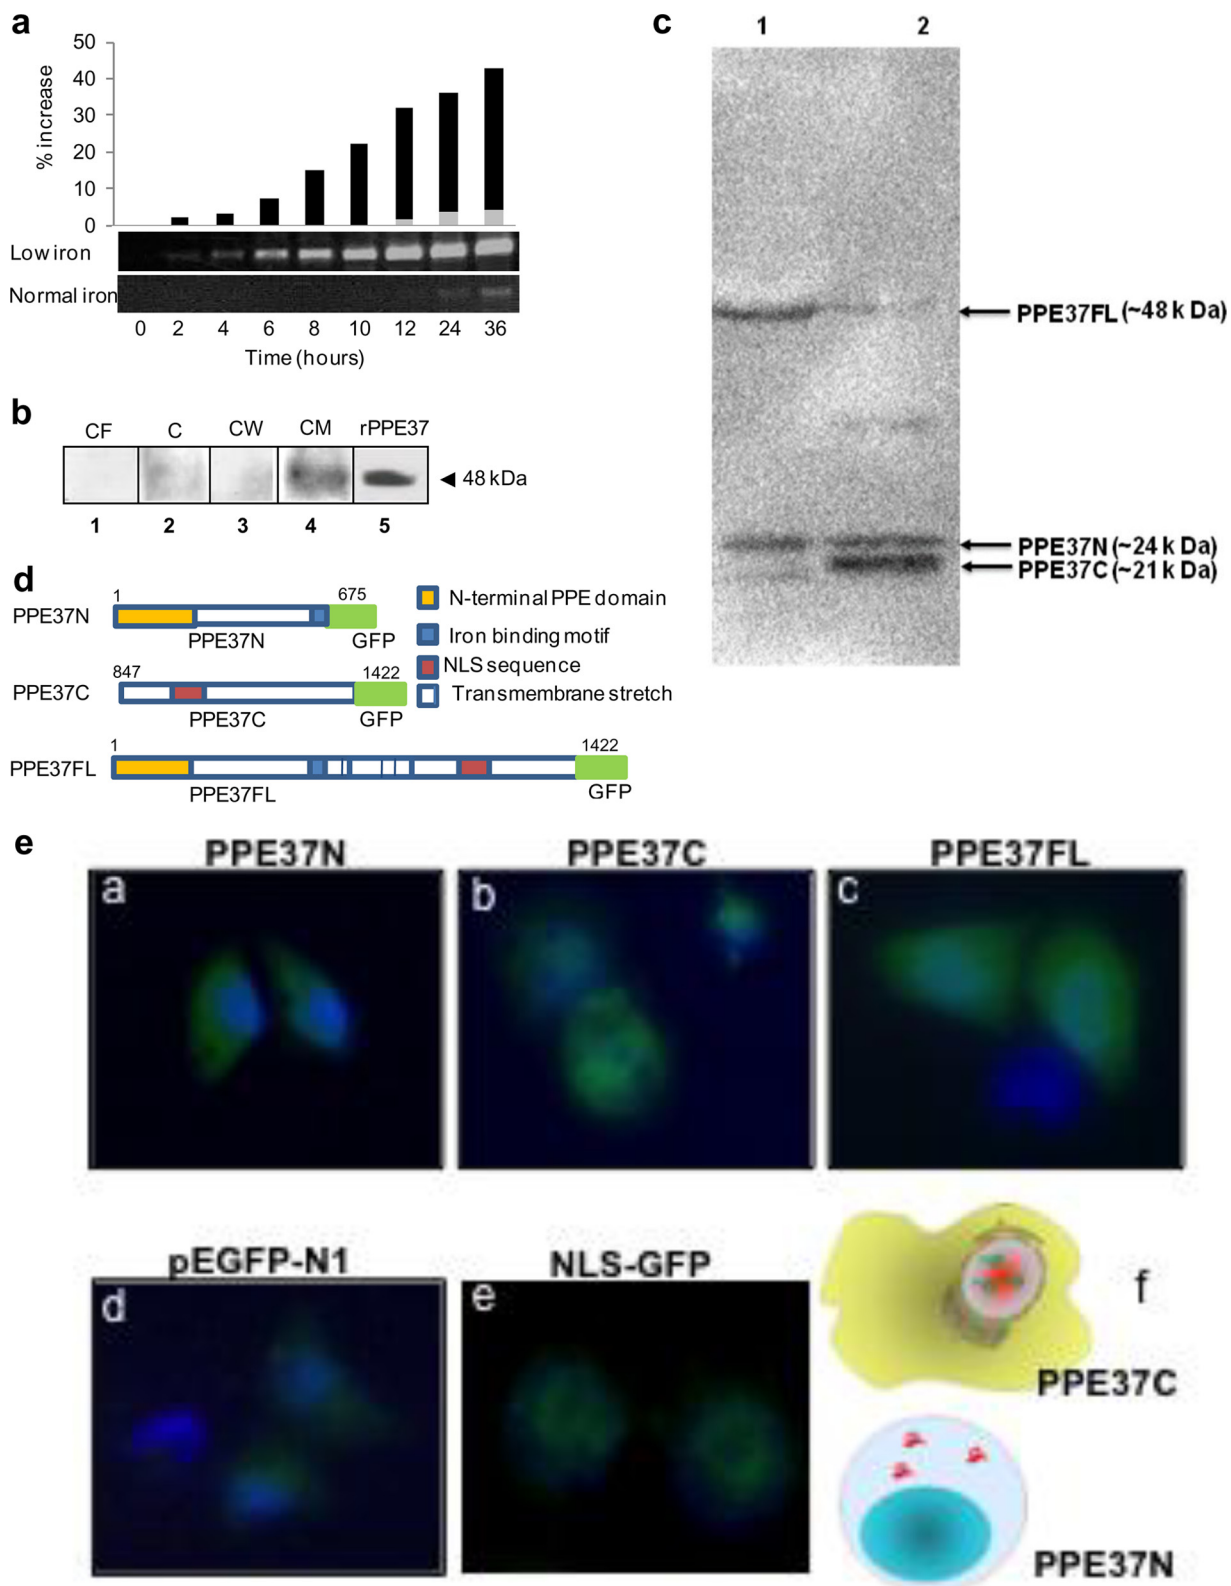 a
50
40
30
20
10
0
% increase
Low iron
Normal iron
0 2 4 6 8 10 12 24 36
Time (hours)
b
CF C CW CM rPPE37
48 kDa
1 2 3 4 5
c
1 2
PPE37FL (~48 k Da)
PPE37N (~24 k Da)
PPE37C (~21 k Da)
d
1 675
PPE37N
PPE37N GFP
847 1422
PPE37C
PPE37C GFP
1 1422
PPE37FL
PPE37FL GFP
N-terminal PPE domain
Iron binding motif
NLS sequence
Transmembrane stretch
e
PPE37N PPE37C PPE37FL
a b c
pEGFP-N1 NLS-GFP
d e f
PPE37C
PPE37N